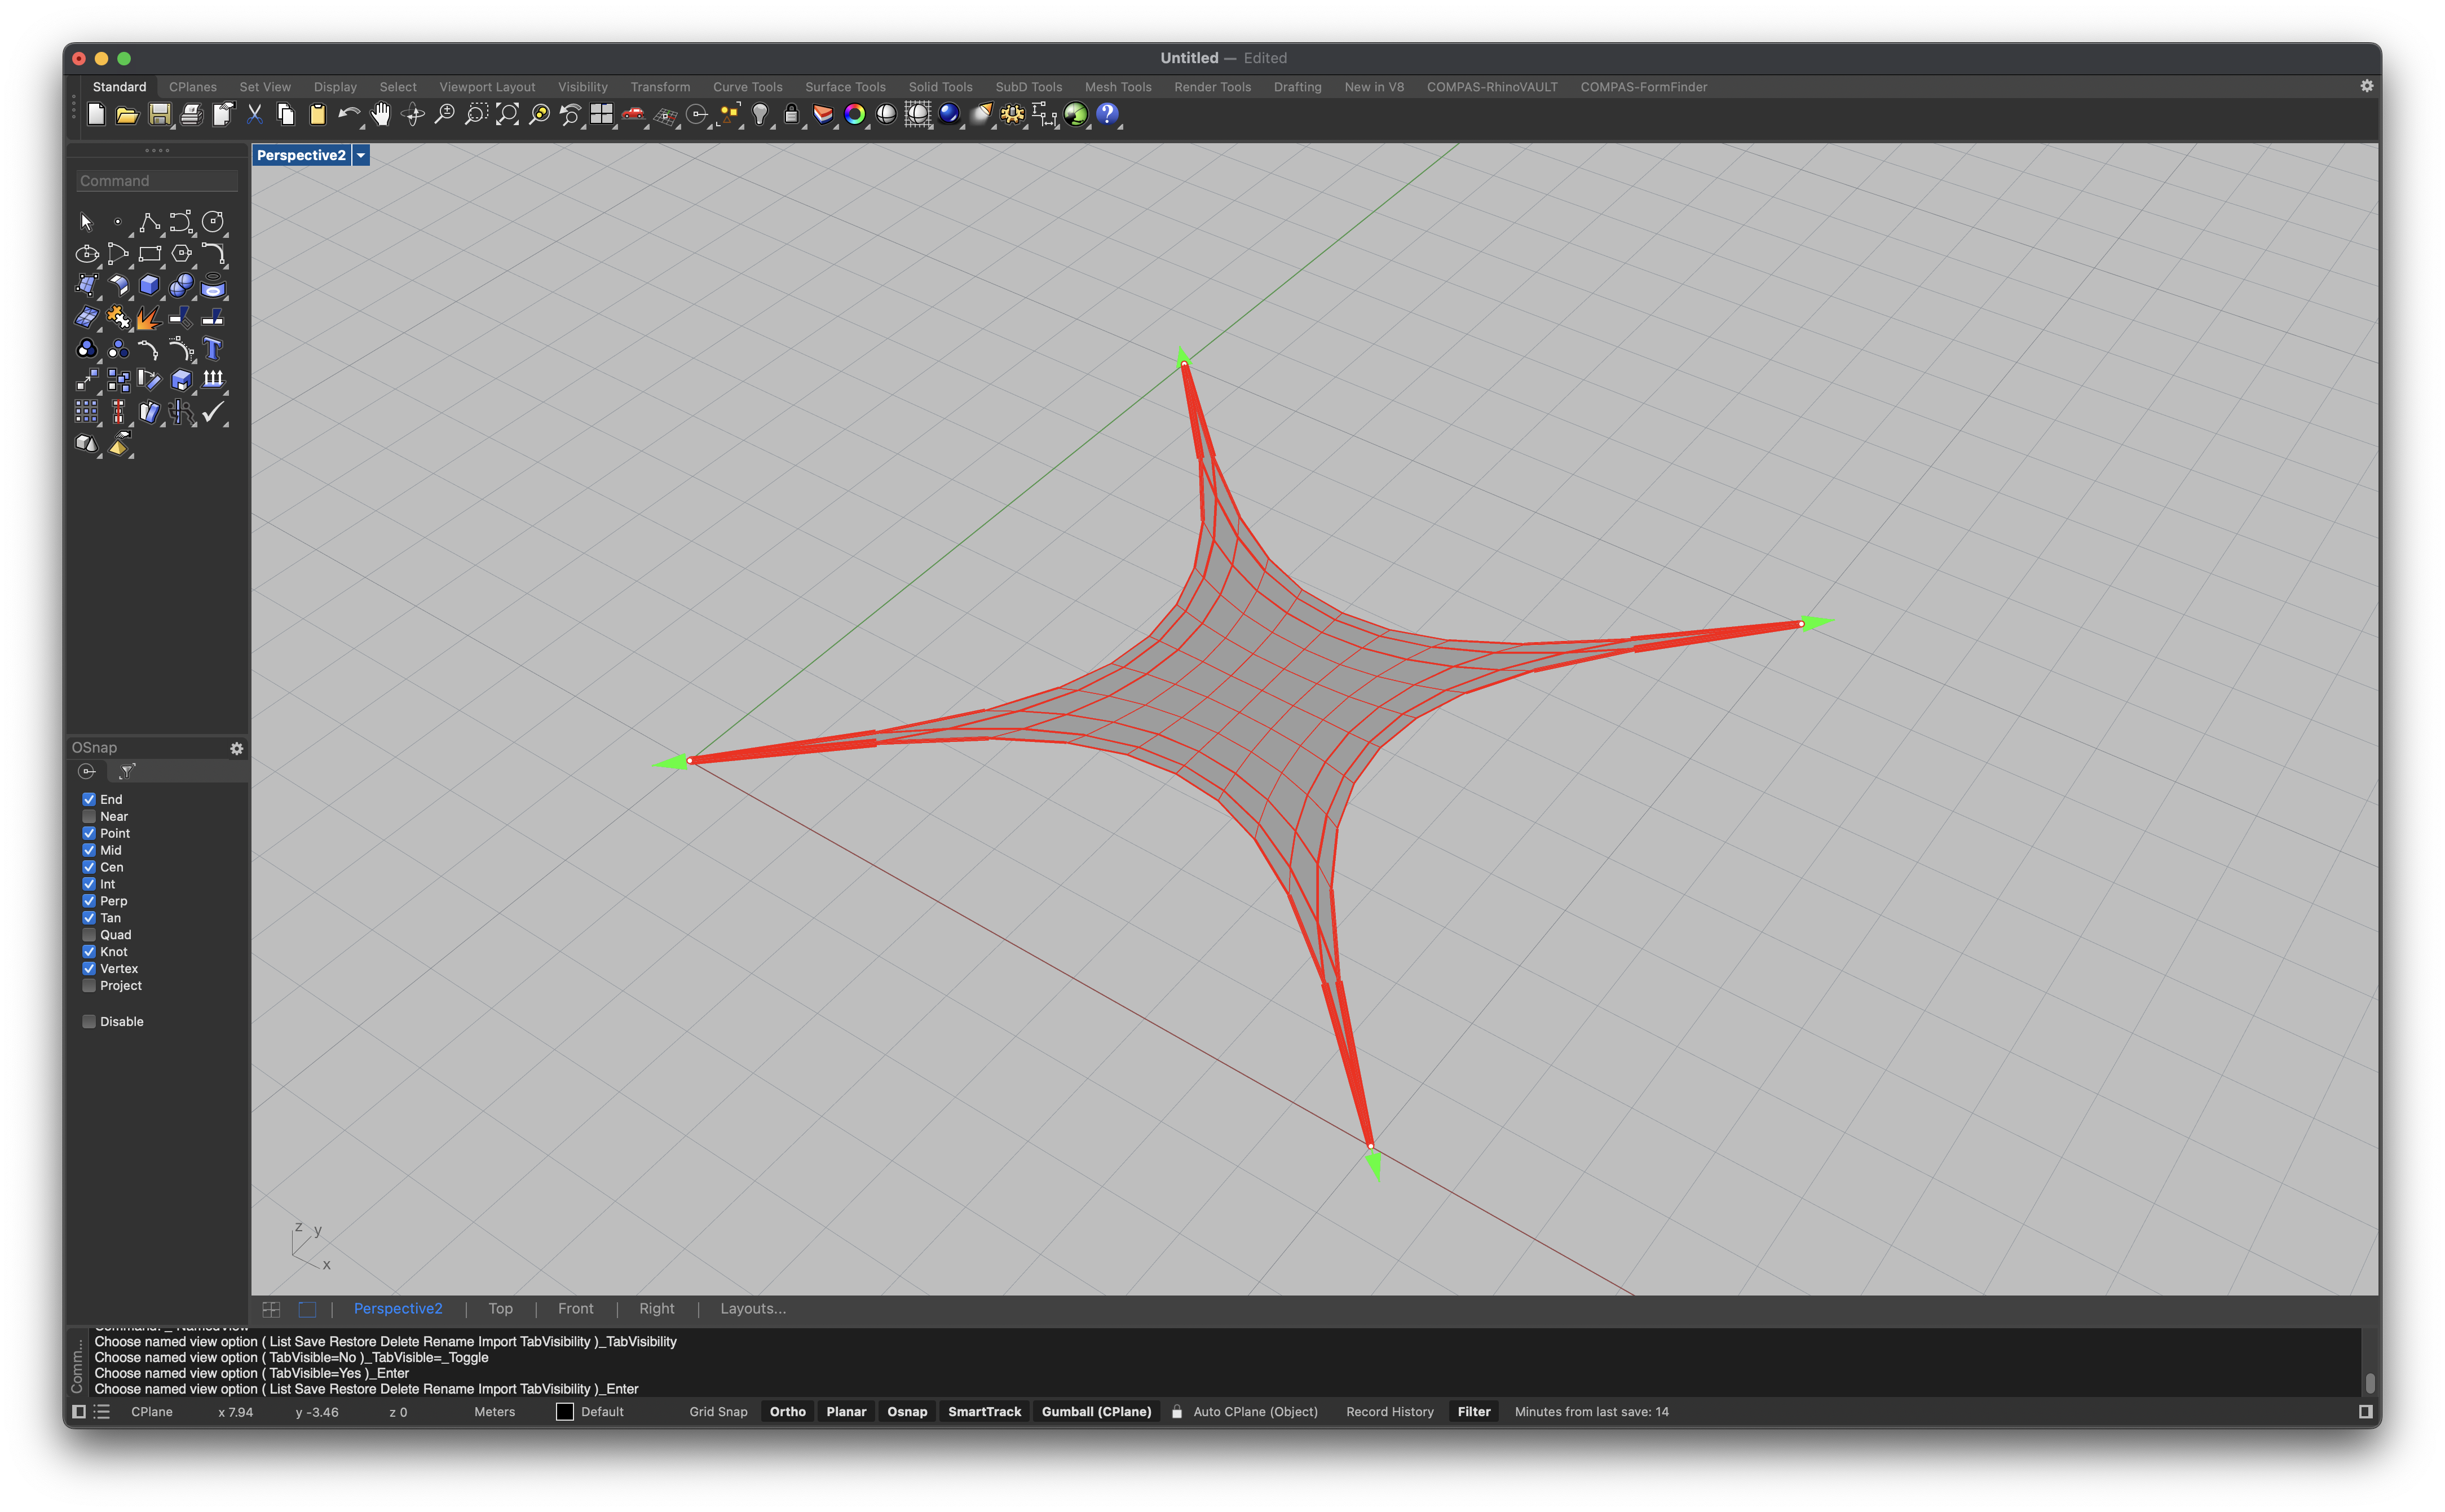 Untitled — Edited
Standard CPlanes Set View Display Select Viewport Layout Visibility Transform Curve Tools Surface Tools Solid Tools SubD Tools Mesh Tools Render Tools Drafting New in V8 COMPAS-RhinoVAULT COMPAS-FormFinder
Perspective2
Command
OSnap
End
Near
Point
Mid
Cen
Int
Perp
Tan
Quad
Knot
Vertex
Project
Disable
z
y
x
Perspective2 | Top | Front | Right | Layouts...
Comm...
Command: _-NamedView
Choose named view option ( List Save Restore Delete Rename Import TabVisibility )_TabVisibility
Choose named view option ( TabVisible=No )_TabVisible=_Toggle
Choose named view option ( TabVisible=Yes )_Enter
Choose named view option ( List Save Restore Delete Rename Import TabVisibility )_Enter
CPlane x 7.94 y -3.46 z 0 Meters Default Grid Snap Ortho Planar Osnap SmartTrack Gumball (CPlane) Auto CPlane (Object) Record History Filter Minutes from last save: 14